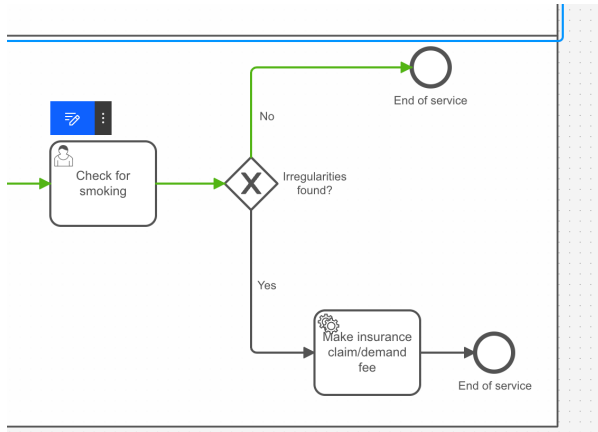 End of service
No
Check for
smoking
Irregularities
found?
Yes
Make insurance
claim/demand
fee
End of service